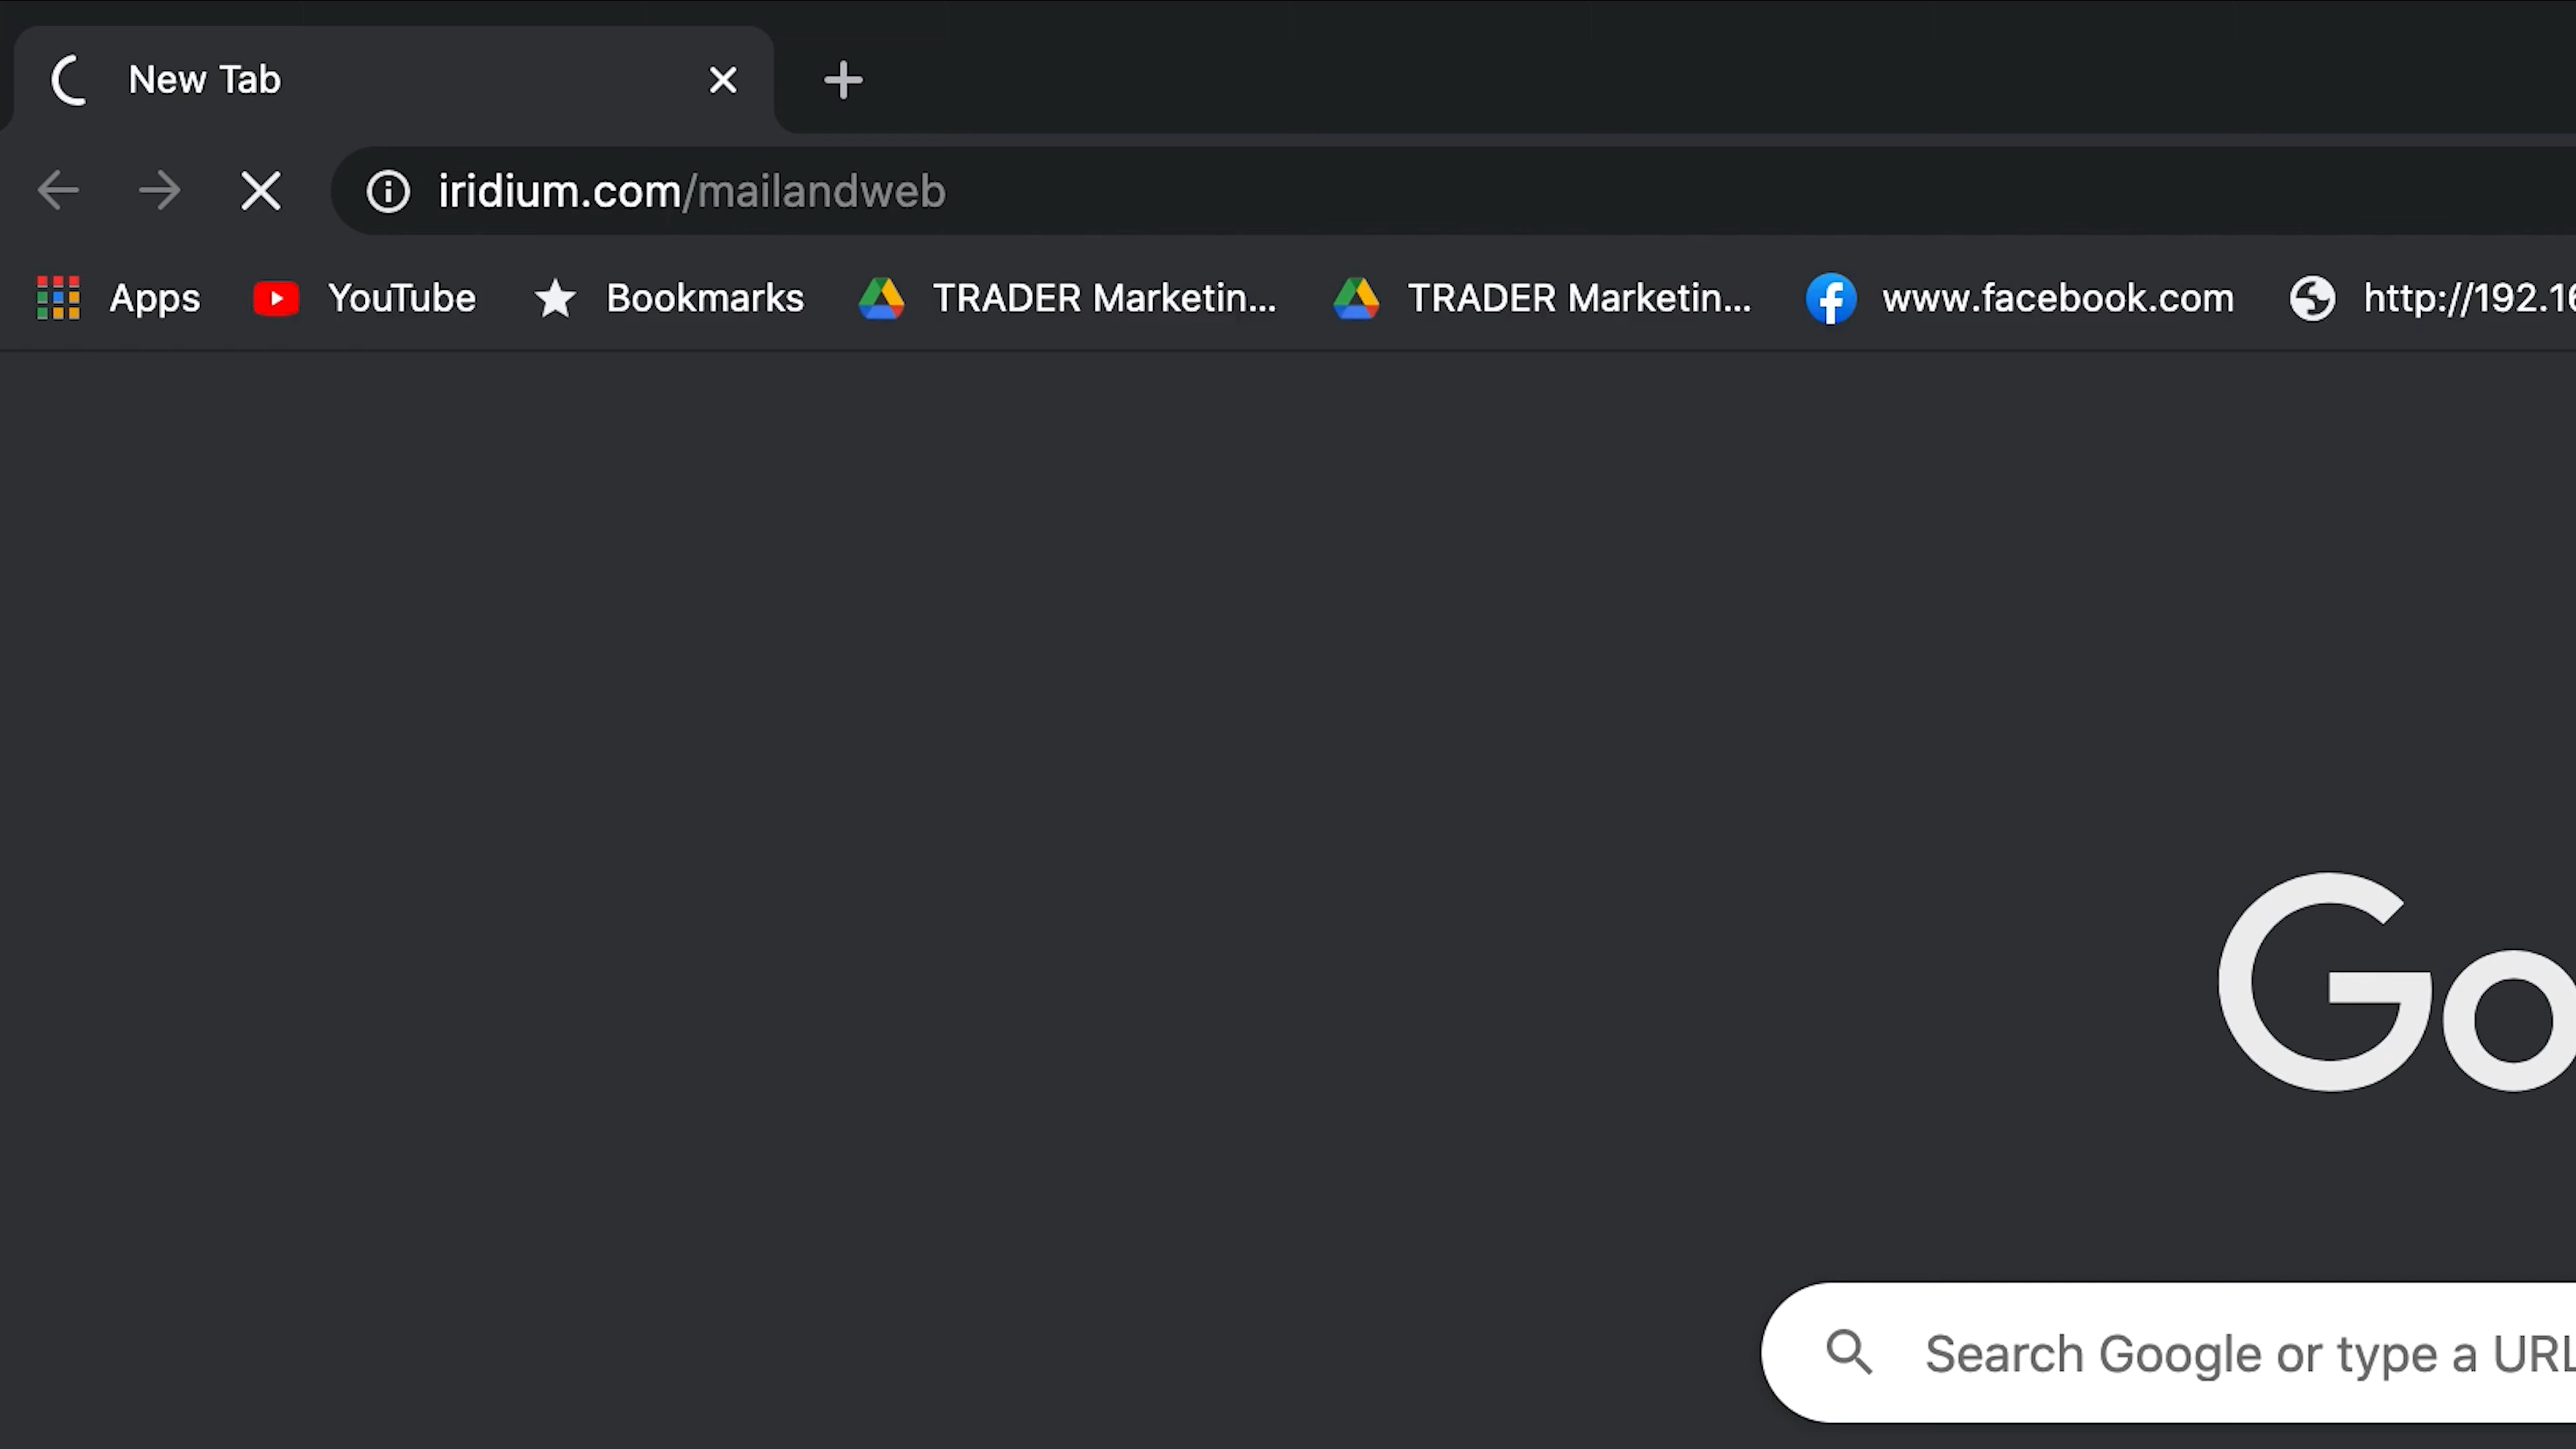 New Tab
iridium.com/mailandweb
Apps YouTube Bookmarks TRADER Marketin... TRADER Marketin... www.facebook.com http://192.16
Go
Search Google or type a URL